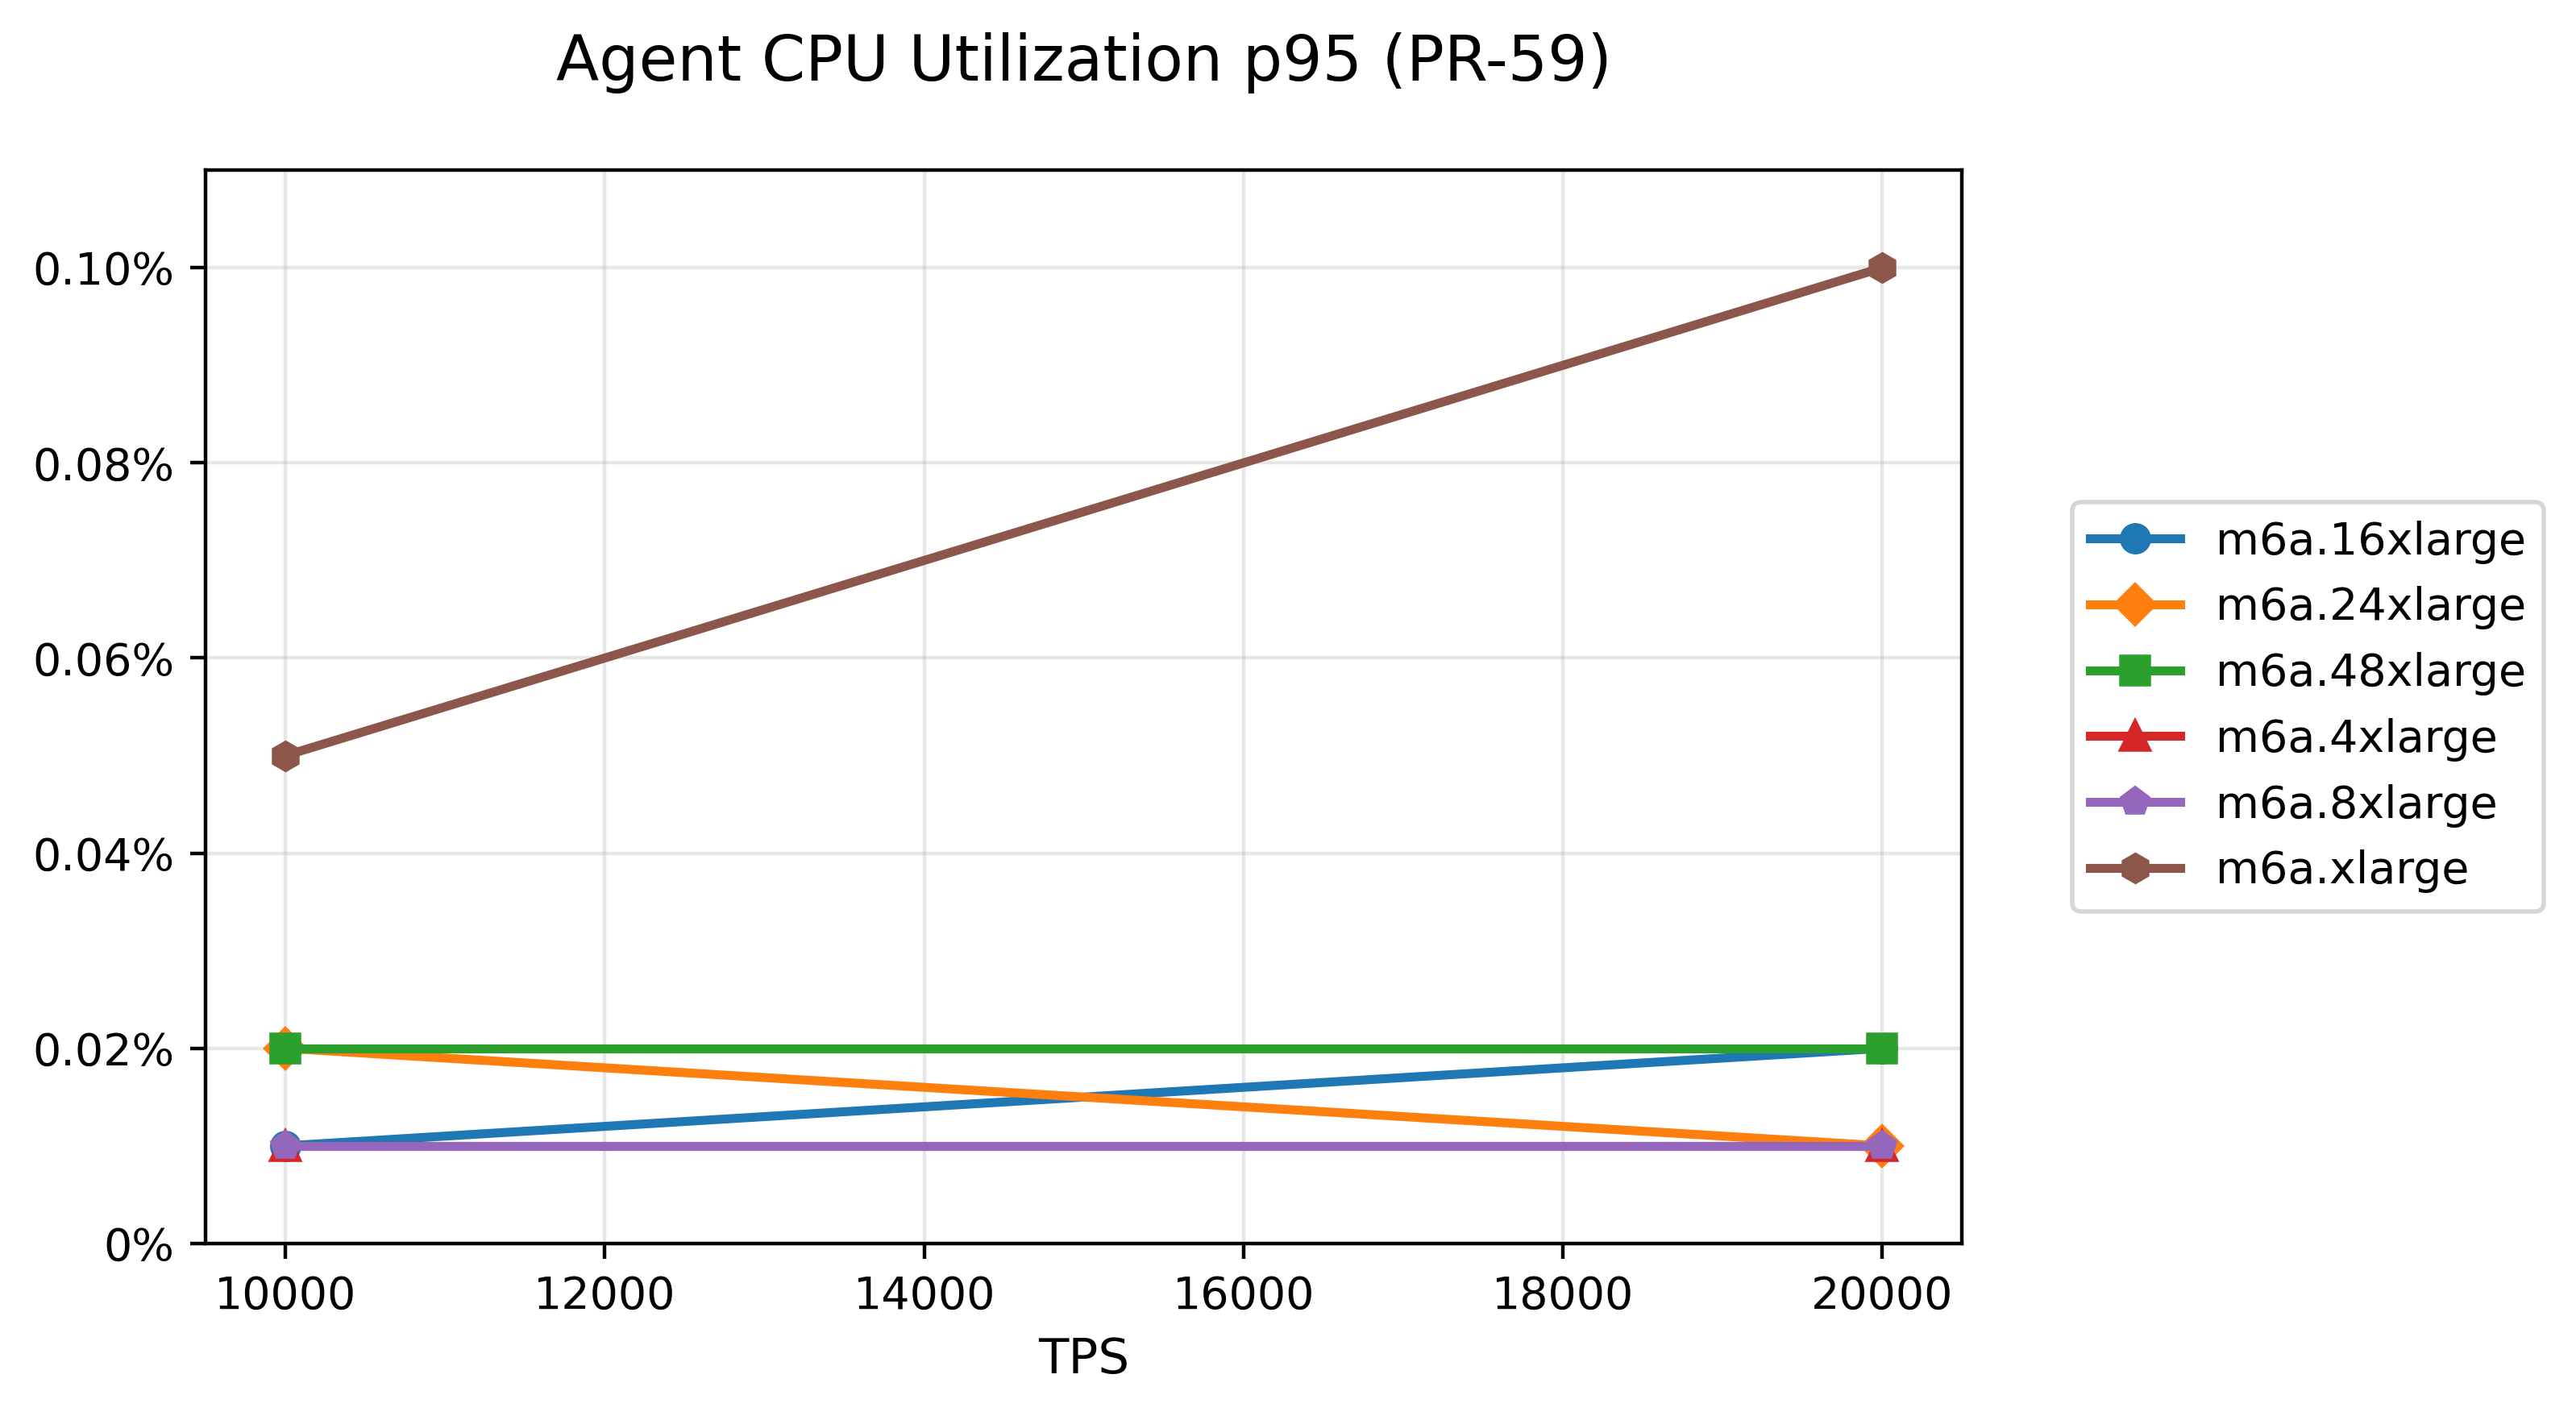 Agent CPU Utilization p95 (PR-59)
0.10%
0.08%
0.06%
0.04%
0.02%
0%
10000 12000 14000 16000 18000 20000
TPS
m6a.16xlarge
m6a.24xlarge
m6a.48xlarge
m6a.4xlarge
m6a.8xlarge
m6a.xlarge